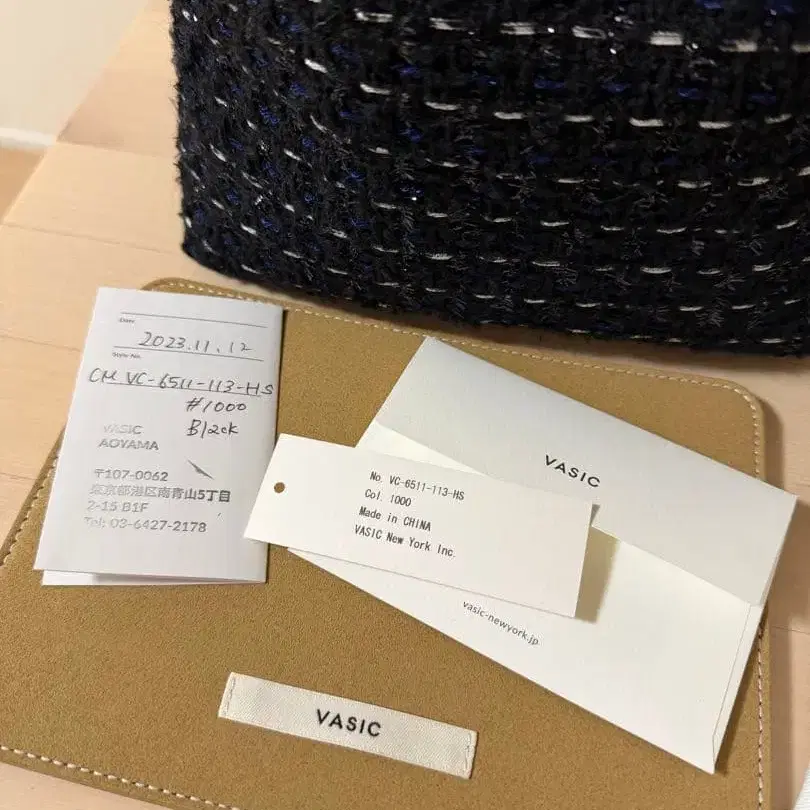 Date
2023.11.12
Style No.
CM VC-6511-113-HS
#1000
Black
VASIC
AOYAMA
〒107-0062
東京都港区南青山5丁目
2-15 B1F
Tel: 03-6427-2178
No. VC-6511-113-HS
Col. 1000
Made in CHINA
VASIC New York Inc.
VASIC
vasic-newyork.jp
VASIC